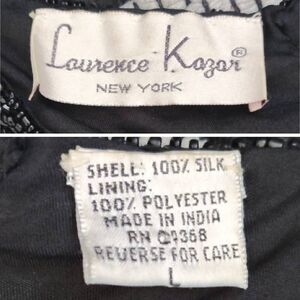 Laurence Kazar®
NEW YORK
SHELL: 100% SILK
LINING:
100% POLYESTER
MADE IN INDIA
RN
REVERSE FOR CARE
L